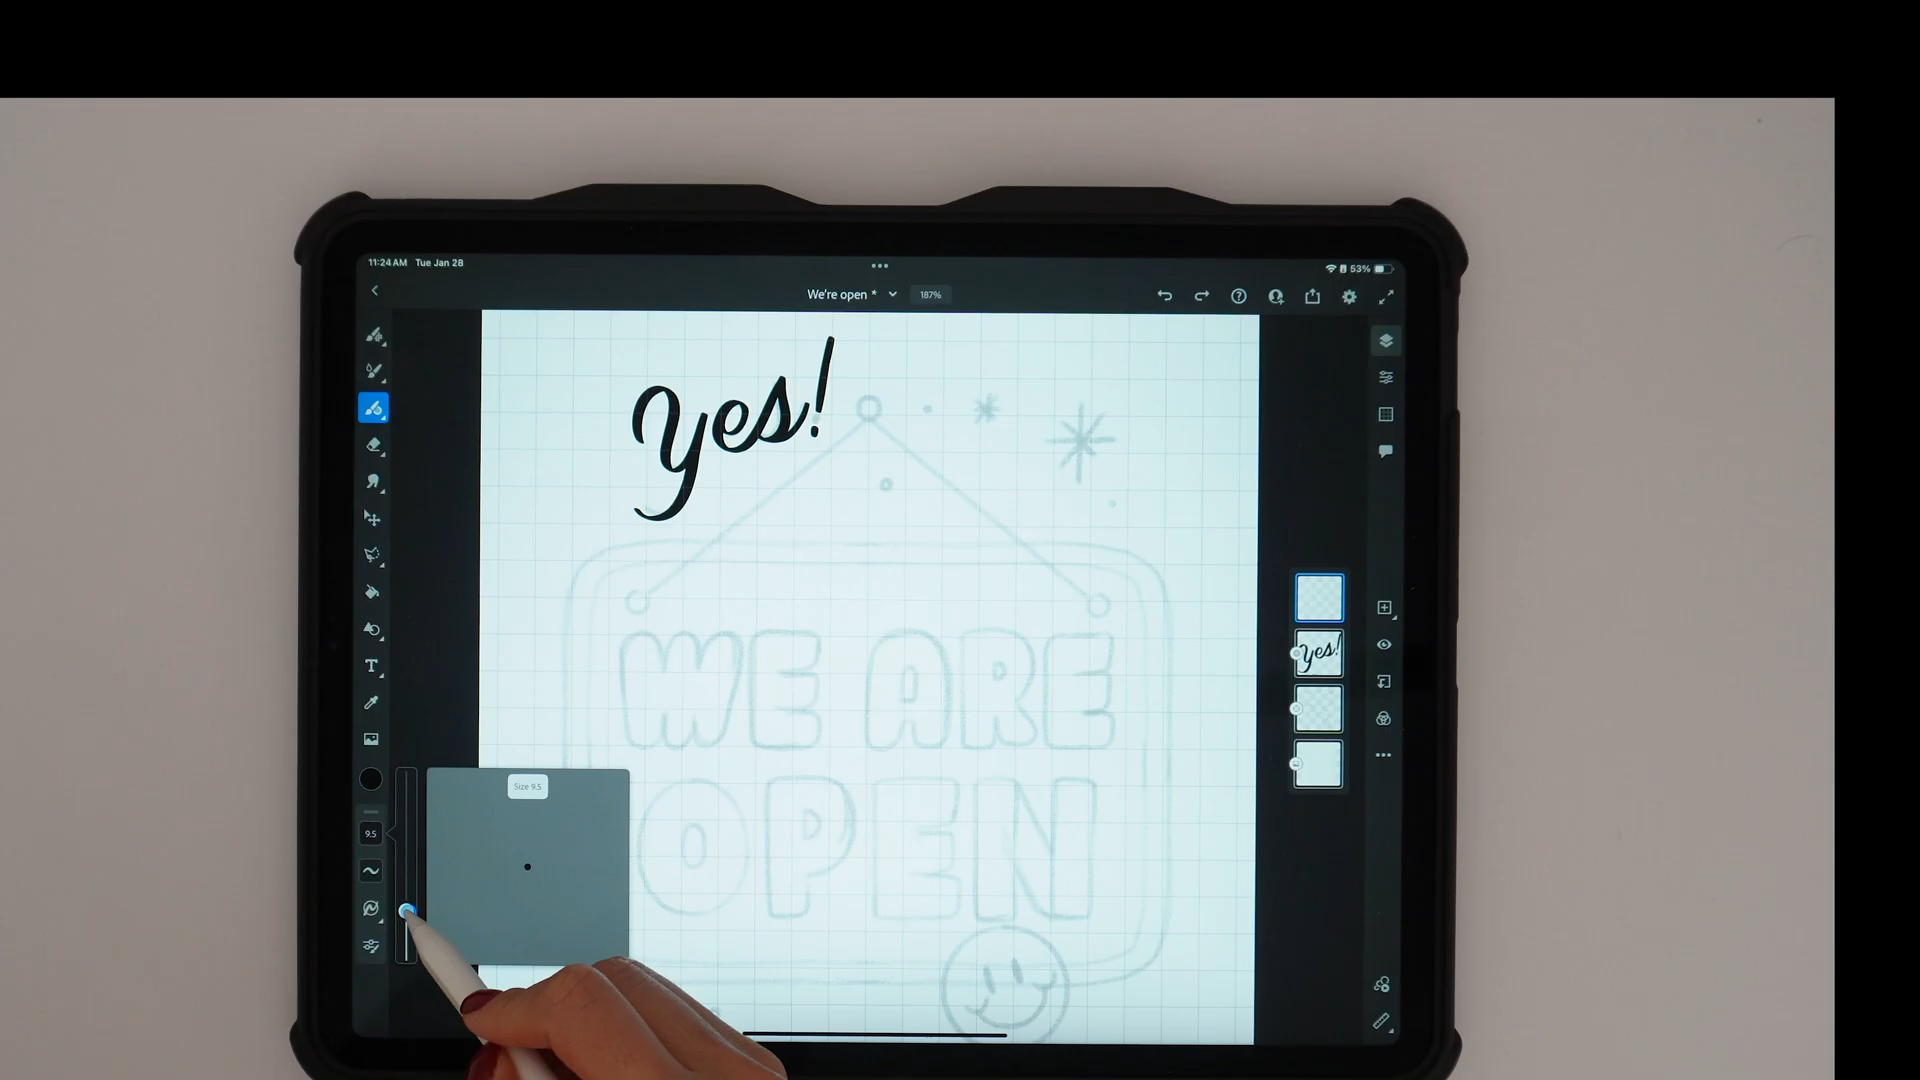 11:24 AM Tue Jan 28
53%
We're open *
187%
Yes!
WE ARE
OPEN
T
Size 9.5
9.5
Yes!